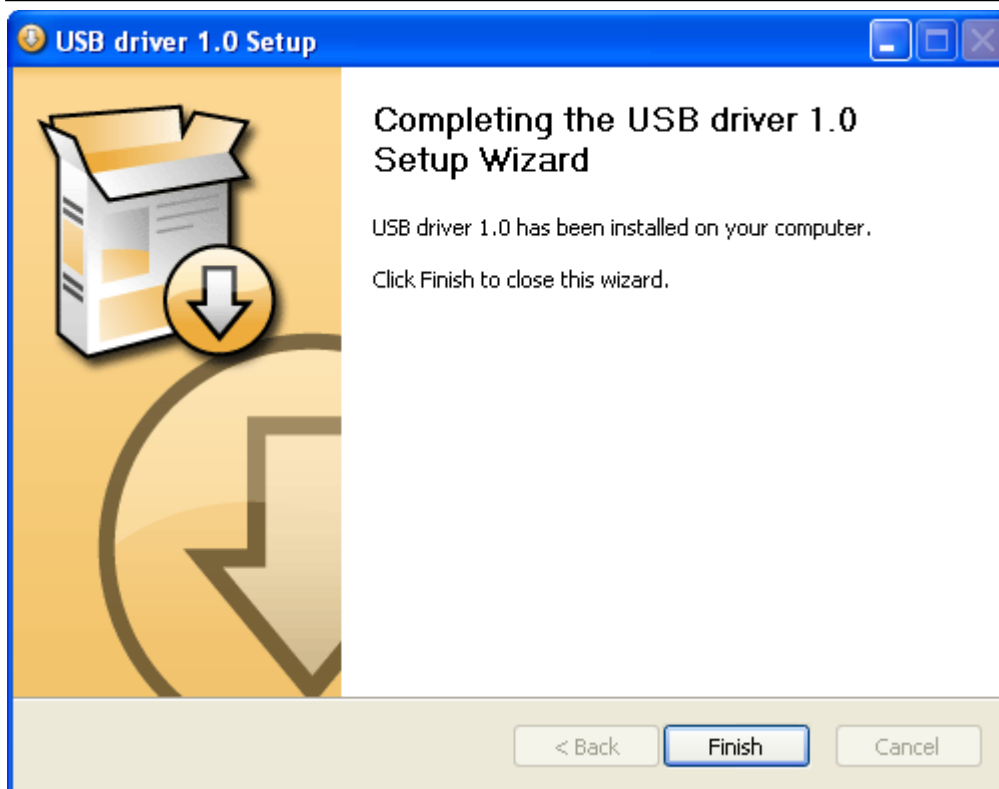 USB driver 1.0 Setup
Completing the USB driver 1.0
Setup Wizard
USB driver 1.0 has been installed on your computer.
Click Finish to close this wizard.
< Back
Finish
Cancel